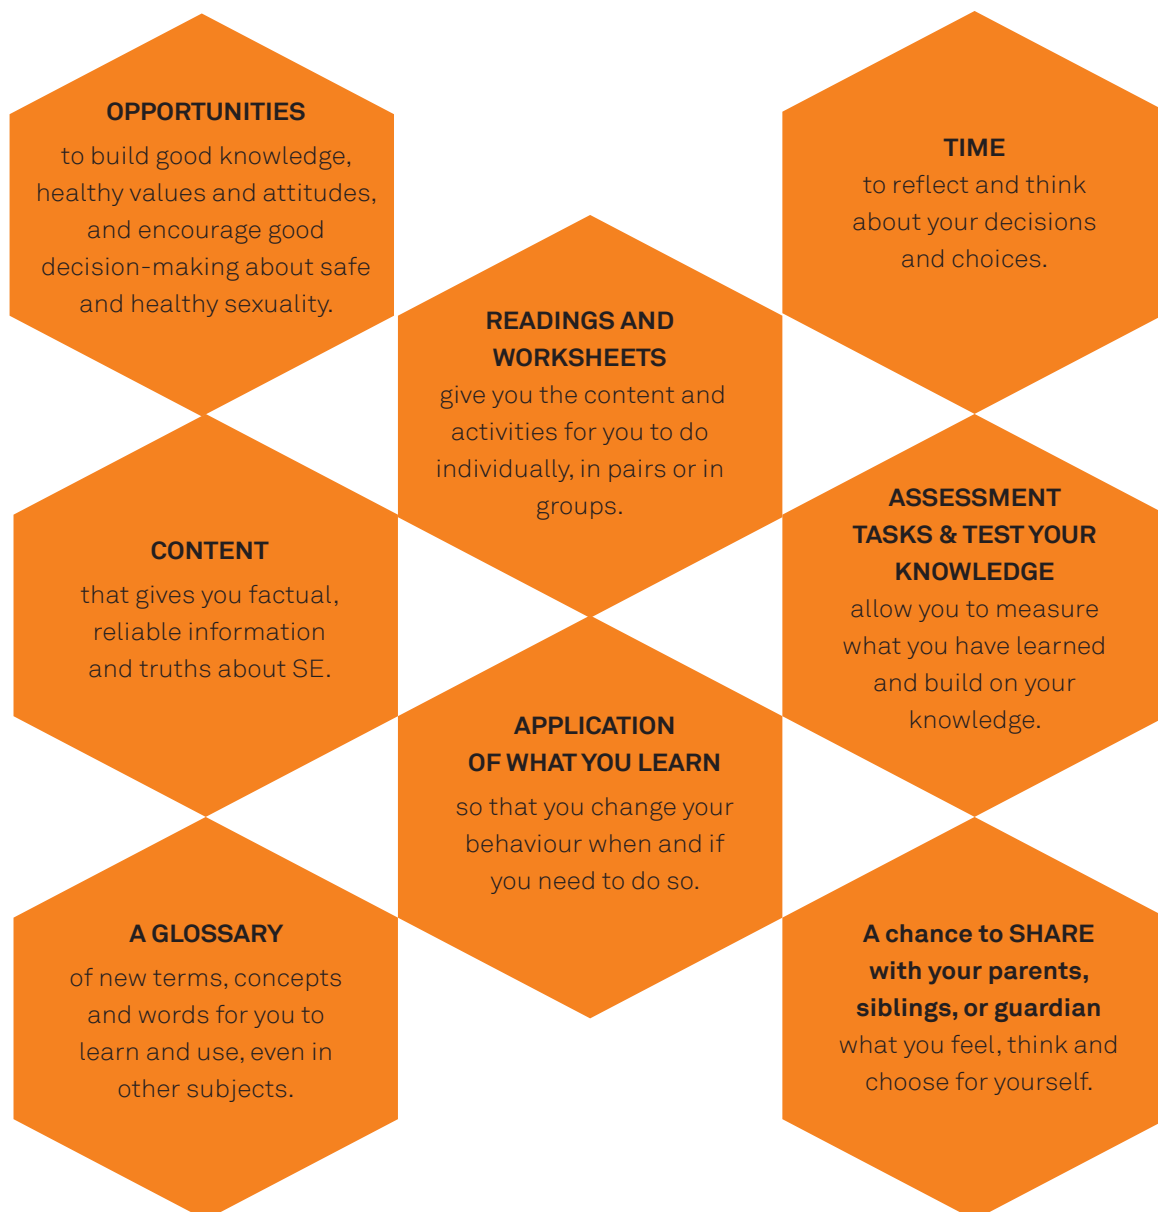 OPPORTUNITIES
to build good knowledge,
healthy values and attitudes,
and encourage good
decision-making about safe
and healthy sexuality.
TIME
to reflect and think
about your decisions
and choices.
READINGS AND
WORKSHEETS
give you the content and
activities for you to do
individually, in pairs or in
groups.
CONTENT
that gives you factual,
reliable information
and truths about SE.
ASSESSMENT
TASKS & TEST YOUR
KNOWLEDGE
allow you to measure
what you have learned
and build on your
knowledge.
APPLICATION
OF WHAT YOU LEARN
so that you change your
behaviour when and if
you need to do so.
A GLOSSARY
of new terms, concepts
and words for you to
learn and use, even in
other subjects.
A chance to SHARE
with your parents,
siblings, or guardian
what you feel, think and
choose for yourself.